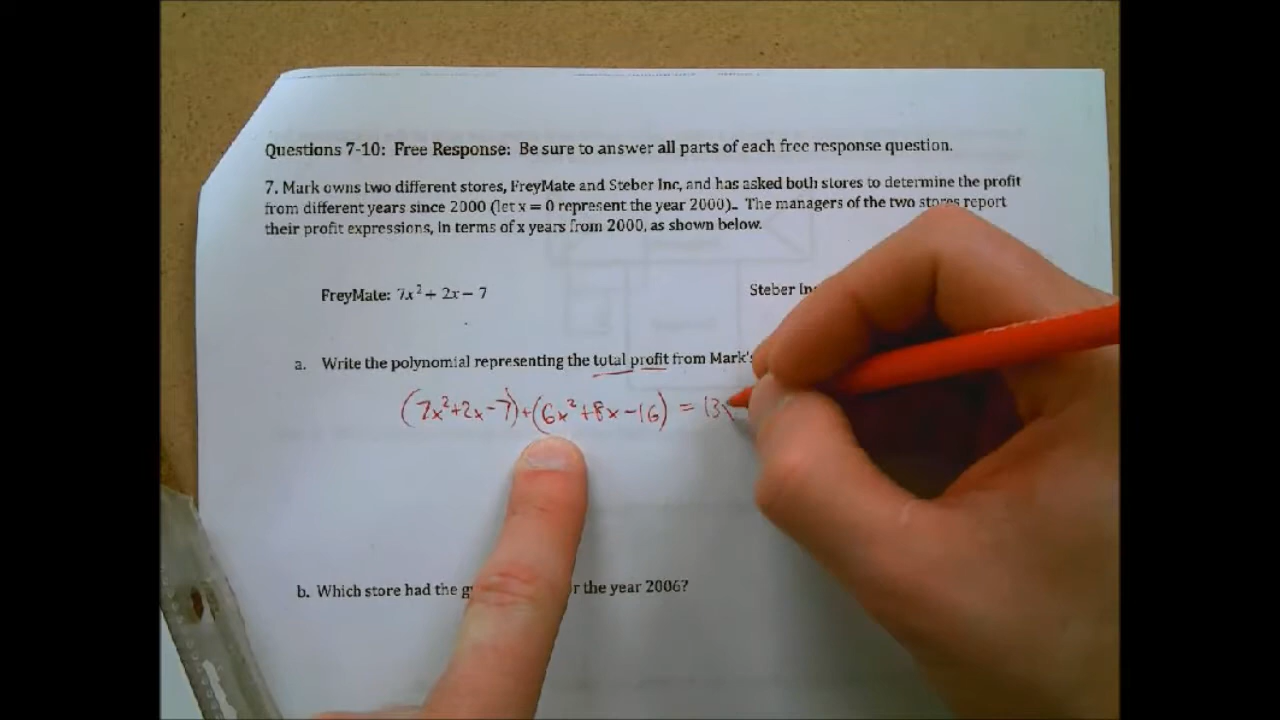 Questions 7-10: Free Response: Be sure to answer all parts of each free response question.
7. Mark owns two different stores, FreyMate and Steber Inc, and has asked both stores to determine the profit
from different years since 2000 (let x = 0 represent the year 2000). The managers of the two stores report
their profit expressions, in terms of x years from 2000, as shown below.
FreyMate: 7x² + 2x − 7 Steber
a. Write the polynomial representing the total profit from Mark's
(7x²+2x-7)+(6x²+8x-16) = 13x
b. Which store had the the year 2006?